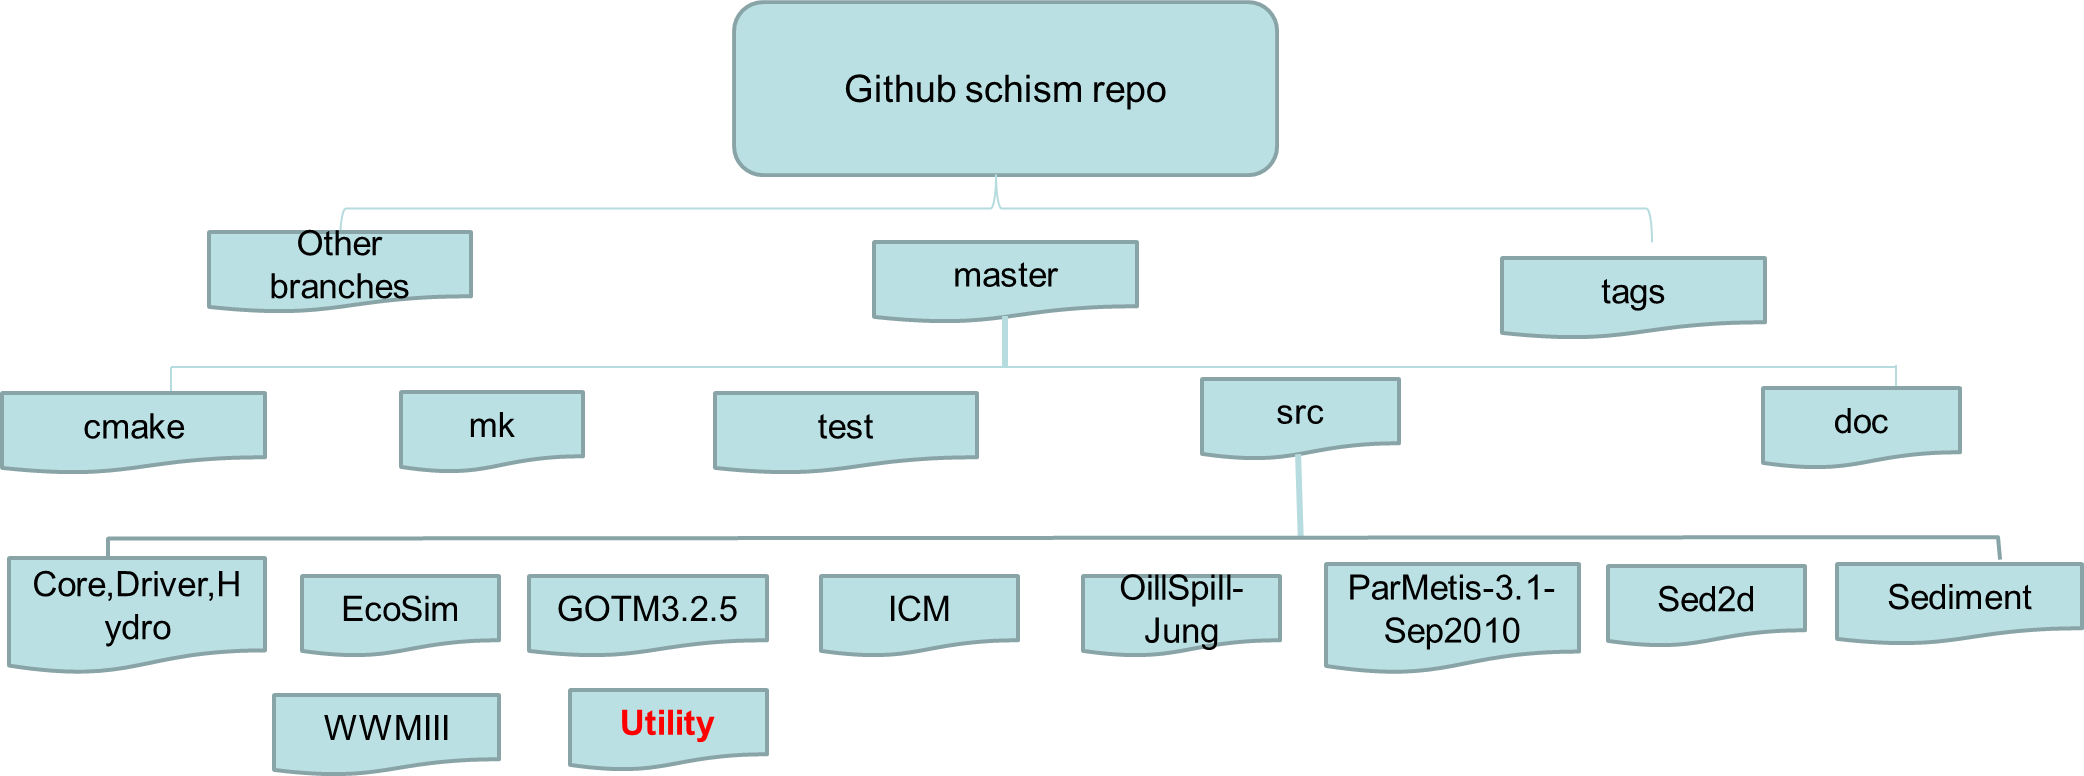 Github schism repo
Other
branches
master
tags
cmake
mk
test
src
doc
Core,Driver,H
ydro
EcoSim
GOTM3.2.5
ICM
OillSpill-
Jung
ParMetis-3.1-
Sep2010
Sed2d
Sediment
WWMIII
Utility